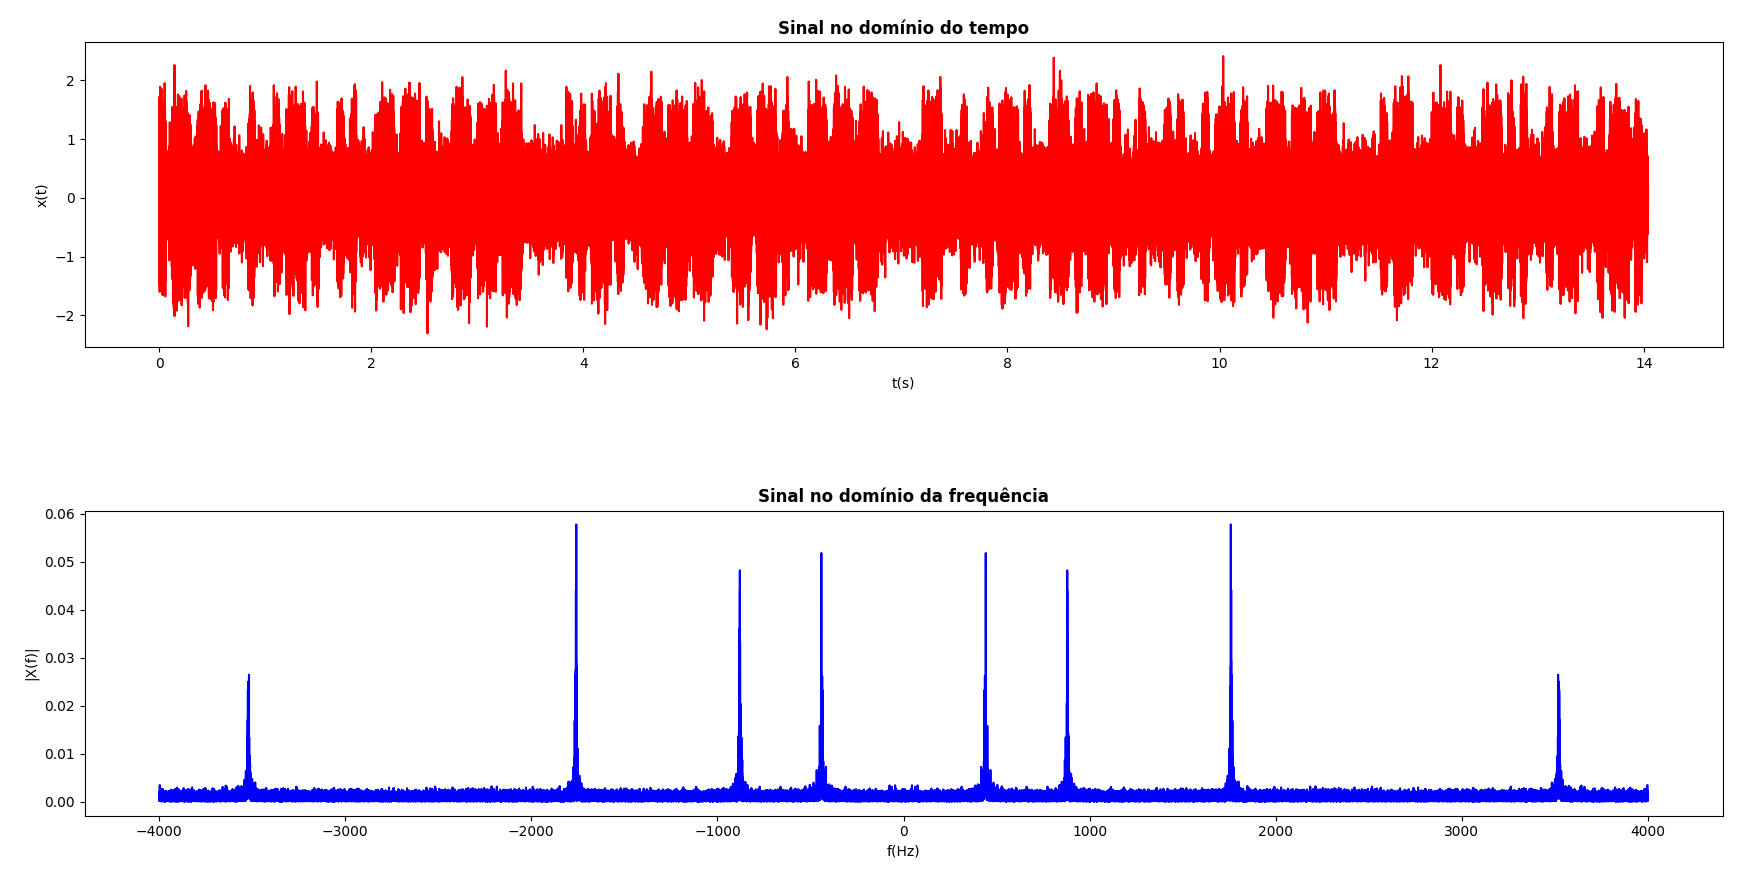 Sinal no domínio do tempo
x(t)
2
1
0
−1
−2
0 2 4 6 8 10 12 14
t(s)
Sinal no domínio da frequência
|X(f)|
0.06
0.05
0.04
0.03
0.02
0.01
0.00
−4000 −3000 −2000 −1000 0 1000 2000 3000 4000
f(Hz)